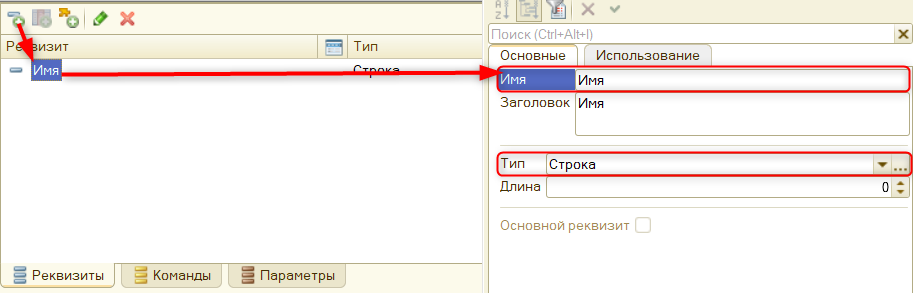 Реквизит
Тип
Имя
Строка
Реквизиты
Команды
Параметры
Поиск (Ctrl+Alt+I)
Основные
Использование
Имя
Имя
Заголовок
Имя
Тип
Строка
...
Длина
0
Основной реквизит